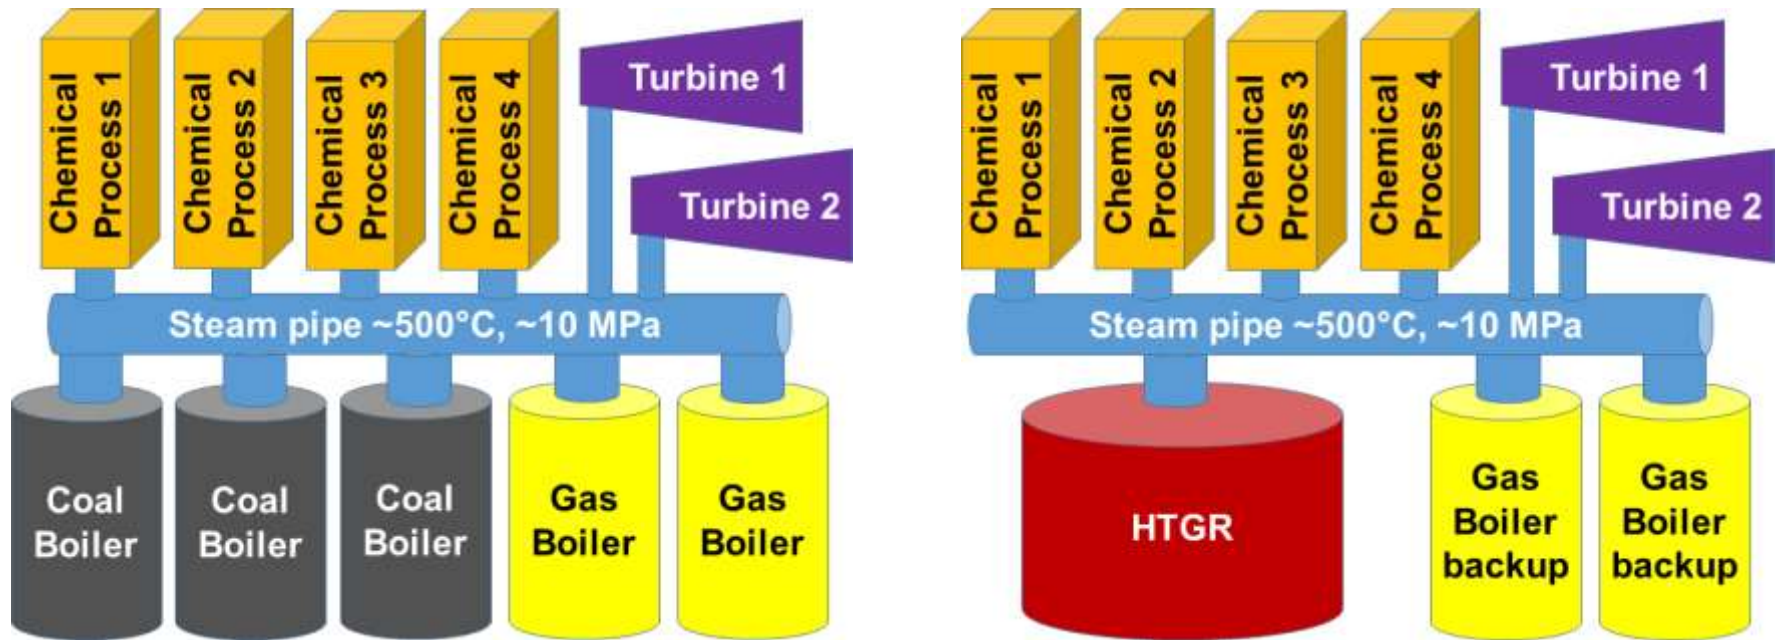 Chemical
Process 1
Chemical
Process 2
Chemical
Process 3
Chemical
Process 4
Turbine 1
Turbine 2
Steam pipe ~500°C, ~10 MPa
Coal
Boiler
Coal
Boiler
Coal
Boiler
Gas
Boiler
Gas
Boiler
Chemical
Process 1
Chemical
Process 2
Chemical
Process 3
Chemical
Process 4
Turbine 1
Turbine 2
Steam pipe ~500°C, ~10 MPa
HTGR
Gas
Boiler
backup
Gas
Boiler
backup